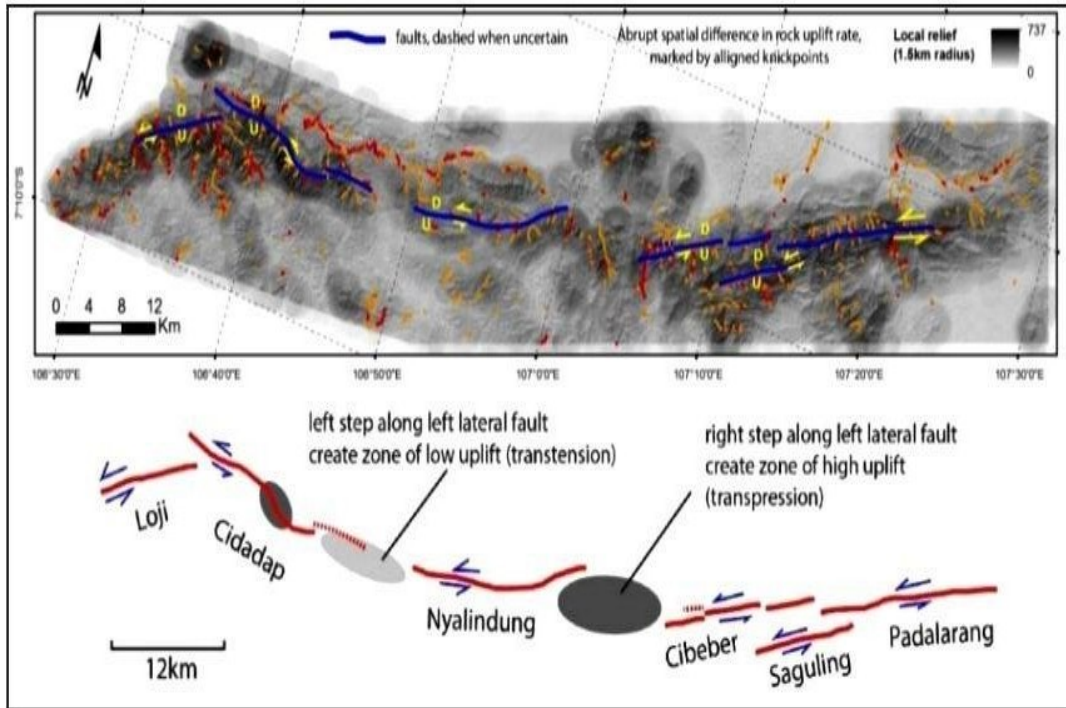 faults, dashed when uncertain
Abrupt spatial difference in rock uplift rate,
marked by alligned knickpoints
Local relief
(1.5km radius)
737
0
N
D
U
D
U
D
U
D
U
D
U
7°10'0"S
0 4 8 12
Km
106°30'0"E 106°40'0"E 106°50'0"E 107°0'0"E 107°10'0"E 107°20'0"E 107°30'0"E
left step along left lateral fault
create zone of low uplift (transtension)
right step along left lateral fault
create zone of high uplift
(transpression)
Loji
Cidadap
Nyalindung
Cibeber
Saguling
Padalarang
12km